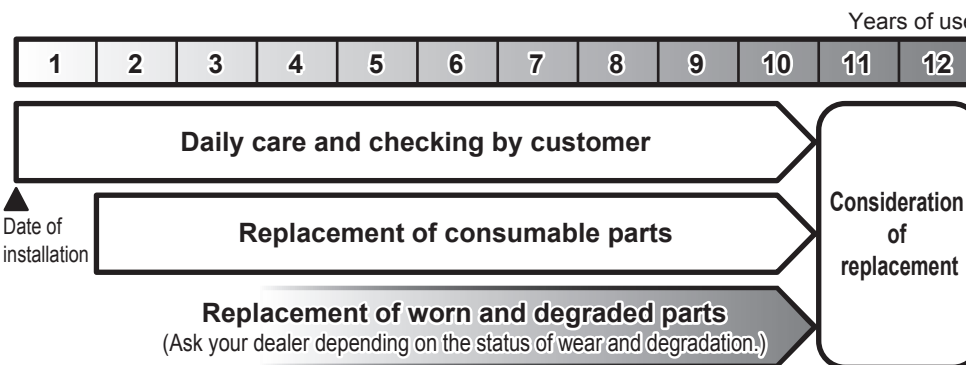 Years of use
1 2 3 4 5 6 7 8 9 10 11 12
Daily care and checking by customer
Date of
installation
Replacement of consumable parts
Consideration
of
replacement
Replacement of worn and degraded parts
(Ask your dealer depending on the status of wear and degradation.)